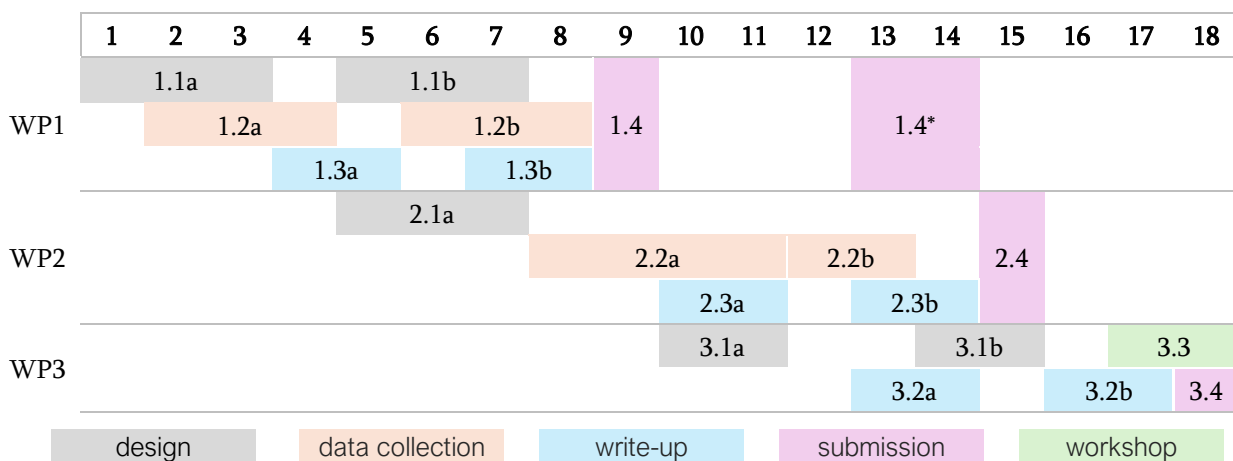 1 2 3 4 5 6 7 8 9 10 11 12 13 14 15 16 17 18
1.1a 1.1b
WP1 1.2a 1.2b 1.4 1.4*
1.3a 1.3b
2.1a
WP2 2.2a 2.2b 2.4
2.3a 2.3b
3.1a 3.1b 3.3
WP3
3.2a 3.2b 3.4
design data collection write-up submission workshop